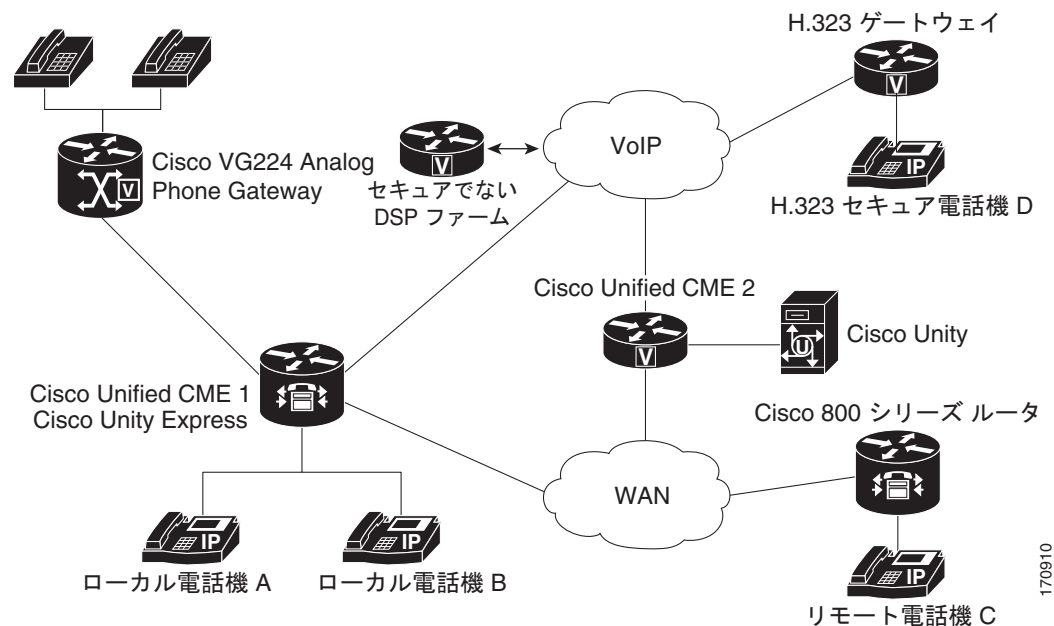 H.323 ゲートウェイ
V
Cisco VG224 Analog
Phone Gateway
V
V
セキュアでない
DSP ファーム
VoIP
IP
H.323 セキュア電話機 D
Cisco Unified CME 2
V
U
Cisco Unity
Cisco Unified CME 1
Cisco Unity Express
Cisco 800 シリーズ ルータ
WAN
IP
ローカル電話機 A
IP
ローカル電話機 B
IP
リモート電話機 C
170910